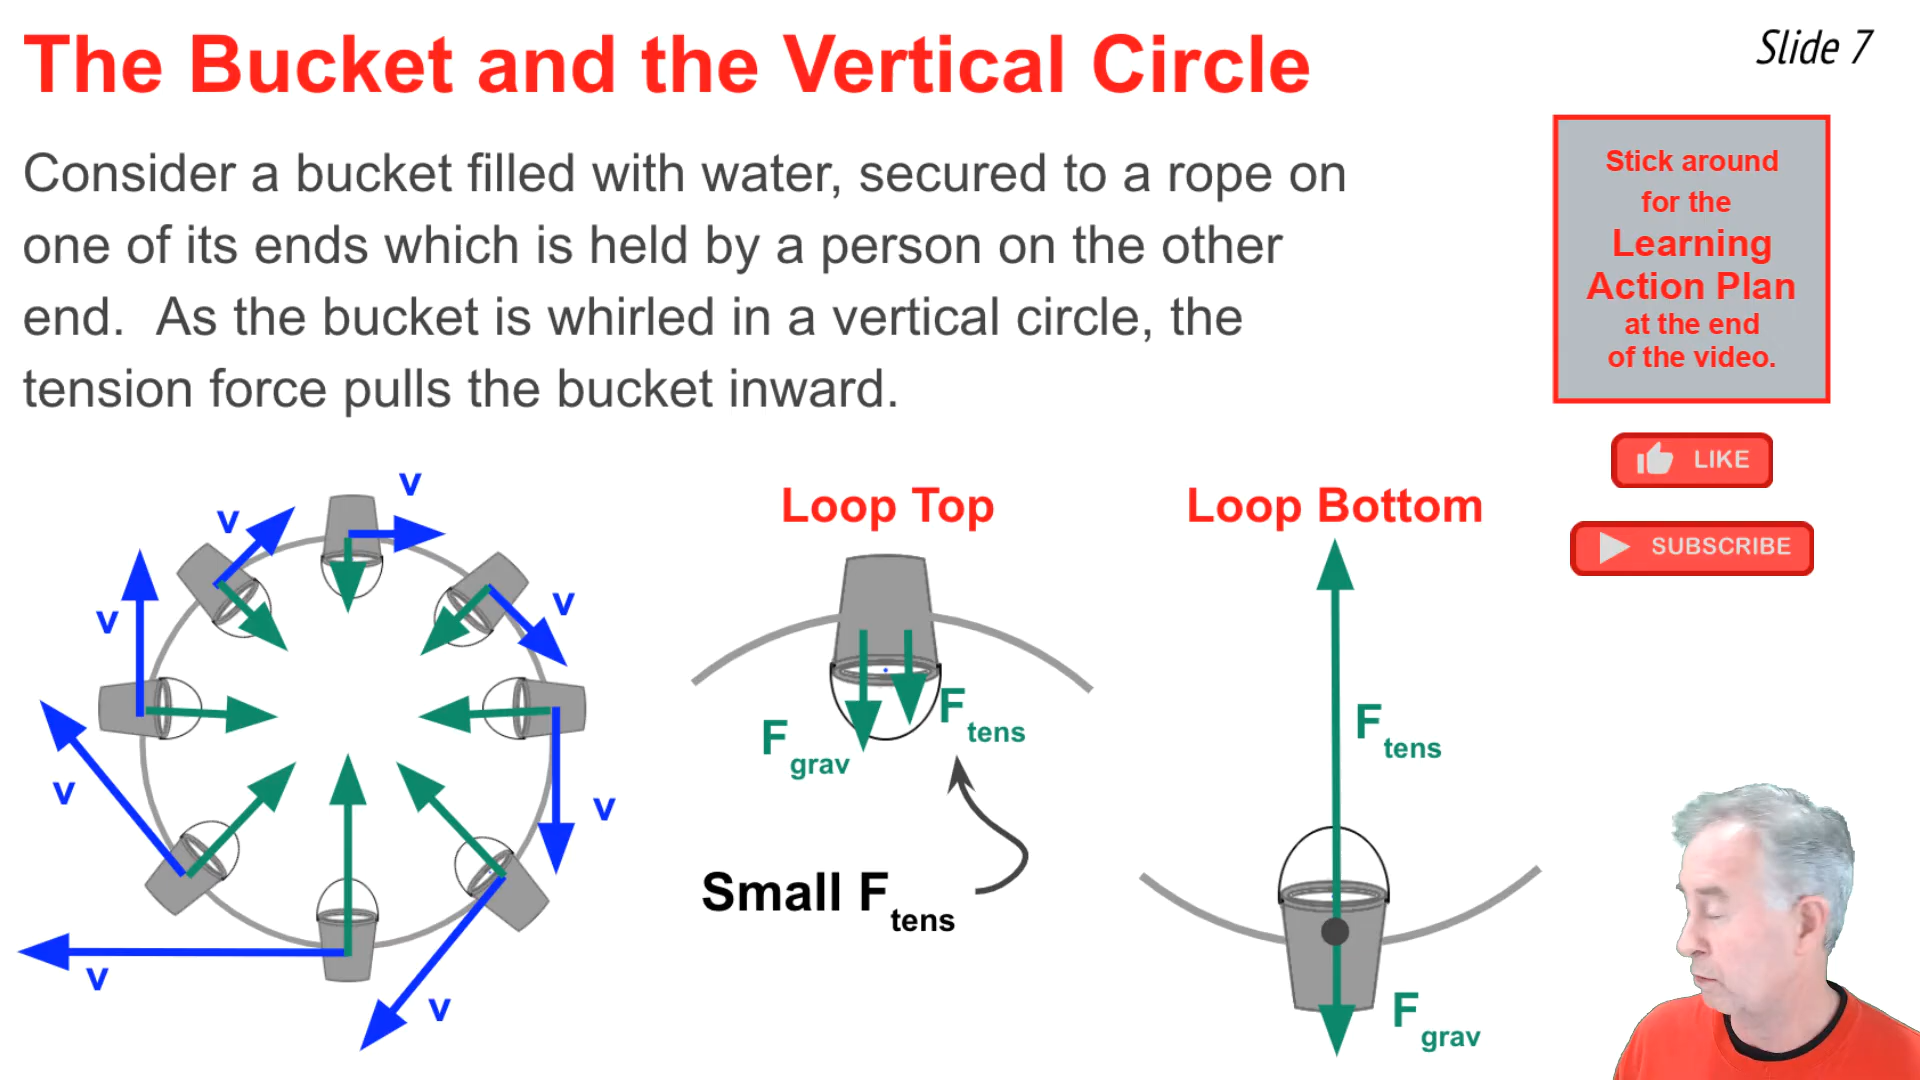 The Bucket and the Vertical Circle
Slide 7
Consider a bucket filled with water, secured to a rope on
one of its ends which is held by a person on the other
end.  As the bucket is whirled in a vertical circle, the
tension force pulls the bucket inward.
Stick around
for the
Learning
Action Plan
at the end
of the video.
LIKE
SUBSCRIBE
v
v
v
v
v
v
v
v
Loop Top
F grav
F tens
Small F tens
Loop Bottom
F tens
F grav